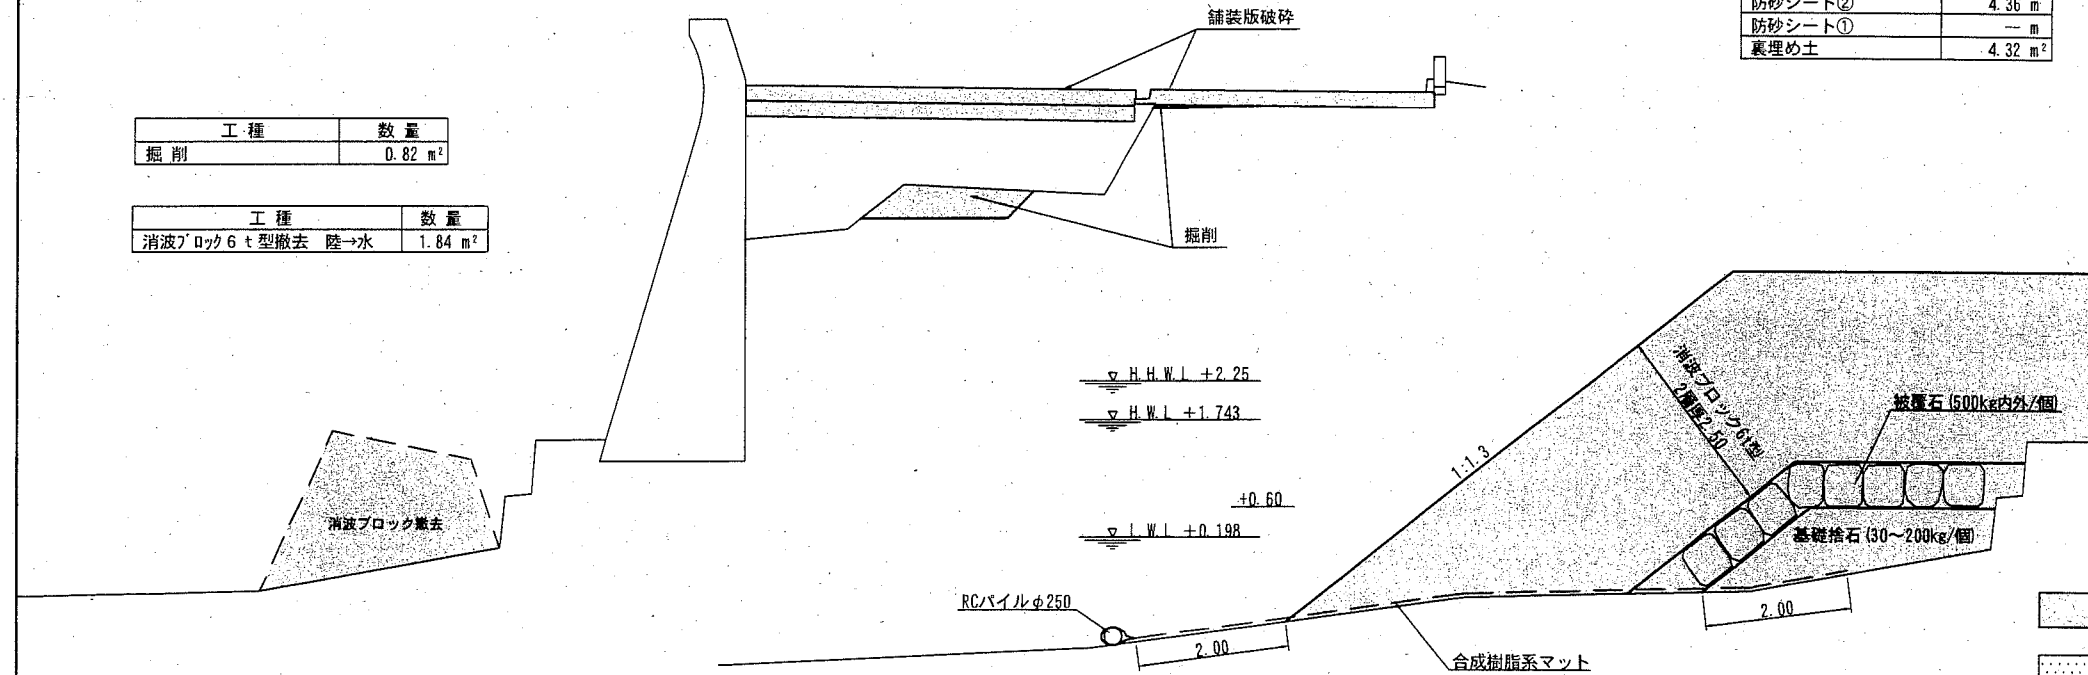 舗装版破砕
防砂シート② 4.36 m
防砂シート① — m
裏埋め土 4.32 m²
工種 数量
掘削 0.82 m²
工種 数量
消波ブロック6t型撤去 陸→水 1.84 m²
掘削
H.H.W.L +2.25
H.W.L +1.743
+0.60
L.W.L +0.198
1:1.3
消波ブロック6t型
2層厚2.50
被覆石(500kg内外/個)
基礎捨石(30～200kg/個)
消波ブロック撤去
RCパイルφ250
2.00
2.00
合成樹脂系マット